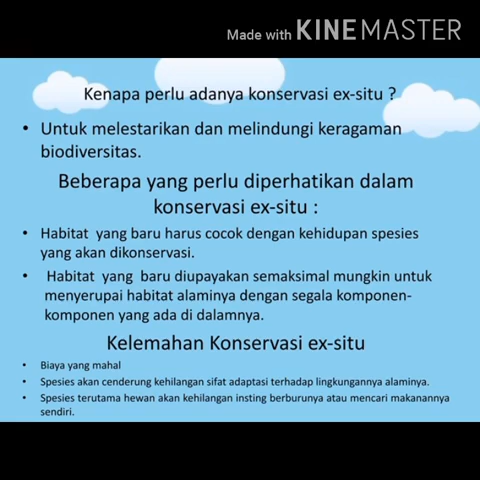 Made with KINEMASTER
Kenapa perlu adanya konservasi ex-situ ?
• Untuk melestarikan dan melindungi keragaman
biodiversitas.
Beberapa yang perlu diperhatikan dalam
konservasi ex-situ :
• Habitat yang baru harus cocok dengan kehidupan spesies
yang akan dikonservasi.
• Habitat yang baru diupayakan semaksimal mungkin untuk
menyerupai habitat alaminya dengan segala komponen-
komponen yang ada di dalamnya.
Kelemahan Konservasi ex-situ
• Biaya yang mahal
• Spesies akan cenderung kehilangan sifat adaptasi terhadap lingkungannya alaminya.
• Spesies terutama hewan akan kehilangan insting berburunya atau mencari makanannya
sendiri.